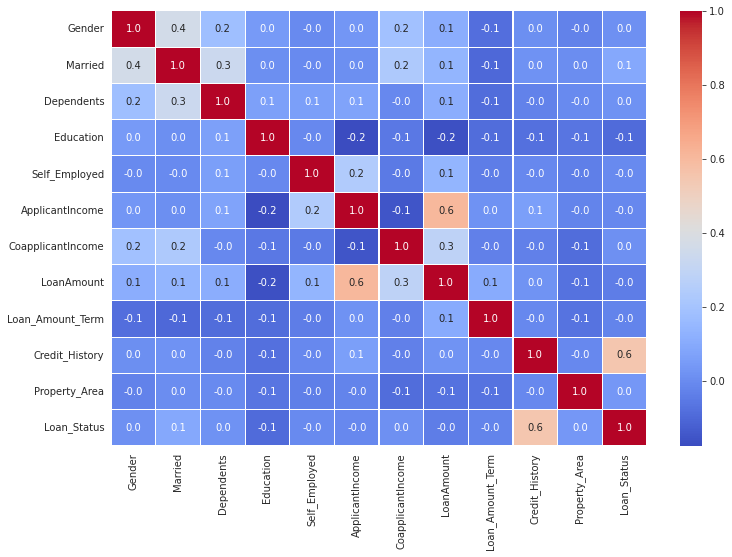 Gender 1.0 0.4 0.2 0.0 -0.0 0.0 0.2 0.1 -0.1 0.0 -0.0 0.0
Married 0.4 1.0 0.3 0.0 -0.0 0.0 0.2 0.1 -0.1 0.0 0.0 0.1
Dependents 0.2 0.3 1.0 0.1 0.1 0.1 -0.0 0.1 -0.1 -0.0 -0.0 0.0
Education 0.0 0.0 0.1 1.0 -0.0 -0.2 -0.1 -0.2 -0.1 -0.1 -0.1 -0.1
Self_Employed -0.0 -0.0 0.1 -0.0 1.0 0.2 -0.0 0.1 -0.0 -0.0 -0.0 -0.0
ApplicantIncome 0.0 0.0 0.1 -0.2 0.2 1.0 -0.1 0.6 0.0 0.1 -0.0 -0.0
CoapplicantIncome 0.2 0.2 -0.0 -0.1 -0.0 -0.1 1.0 0.3 -0.0 -0.0 -0.1 0.0
LoanAmount 0.1 0.1 0.1 -0.2 0.1 0.6 0.3 1.0 0.1 0.0 -0.1 -0.0
Loan_Amount_Term -0.1 -0.1 -0.1 -0.1 -0.0 0.0 -0.0 0.1 1.0 -0.0 -0.1 -0.0
Credit_History 0.0 0.0 -0.0 -0.1 -0.0 0.1 -0.0 0.0 -0.0 1.0 -0.0 0.6
Property_Area -0.0 0.0 -0.0 -0.1 -0.0 -0.0 -0.1 -0.1 -0.1 -0.0 1.0 0.0
Loan_Status 0.0 0.1 0.0 -0.1 -0.0 -0.0 0.0 -0.0 -0.0 0.6 0.0 1.0
Gender
Married
Dependents
Education
Self_Employed
ApplicantIncome
CoapplicantIncome
LoanAmount
Loan_Amount_Term
Credit_History
Property_Area
Loan_Status
1.0
0.8
0.6
0.4
0.2
0.0